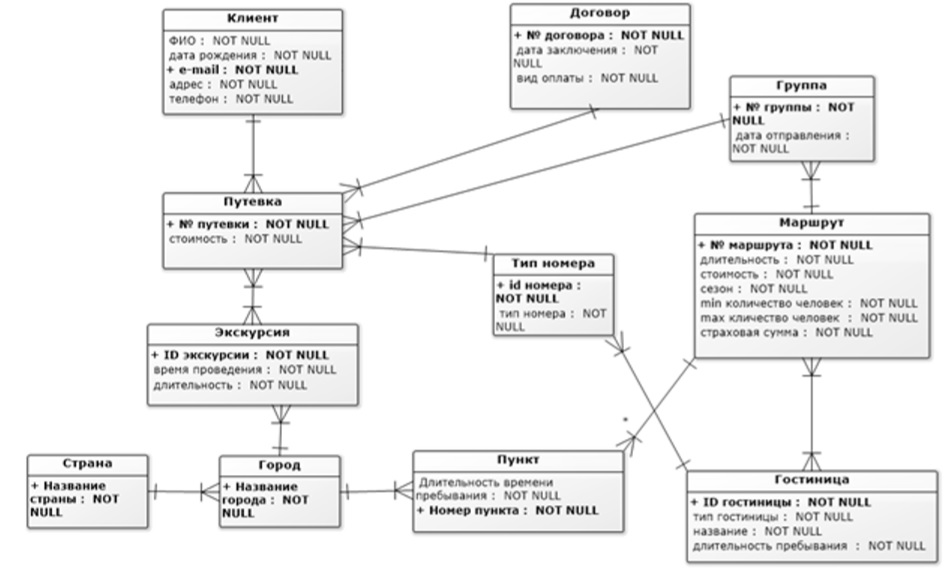 Клиент
ФИО : NOT NULL
дата рождения : NOT NULL
+ e-mail : NOT NULL
адрес : NOT NULL
телефон : NOT NULL
Договор
+ № договора : NOT NULL
дата заключения : NOT
NULL
вид оплаты : NOT NULL
Группа
+ № группы : NOT
NULL
дата отправления :
NOT NULL
Путевка
+ № путевки : NOT NULL
стоимость : NOT NULL
Маршрут
+ № маршрута : NOT NULL
длительность : NOT NULL
стоимость : NOT NULL
сезон : NOT NULL
min количество человек : NOT NULL
max кличество человек : NOT NULL
страховая сумма : NOT NULL
Тип номера
+ id номера :
NOT NULL
тип номера : NOT
NULL
Экскурсия
+ ID экскурсии : NOT NULL
время проведения : NOT NULL
длительность : NOT NULL
*
Страна
+ Название
страны : NOT
NULL
Город
+ Название
города : NOT
NULL
Пункт
Длительность времени
пребывания : NOT NULL
+ Номер пункта : NOT NULL
Гостиница
+ ID гостиницы : NOT NULL
тип гостиницы : NOT NULL
название : NOT NULL
длительность пребывания : NOT NULL